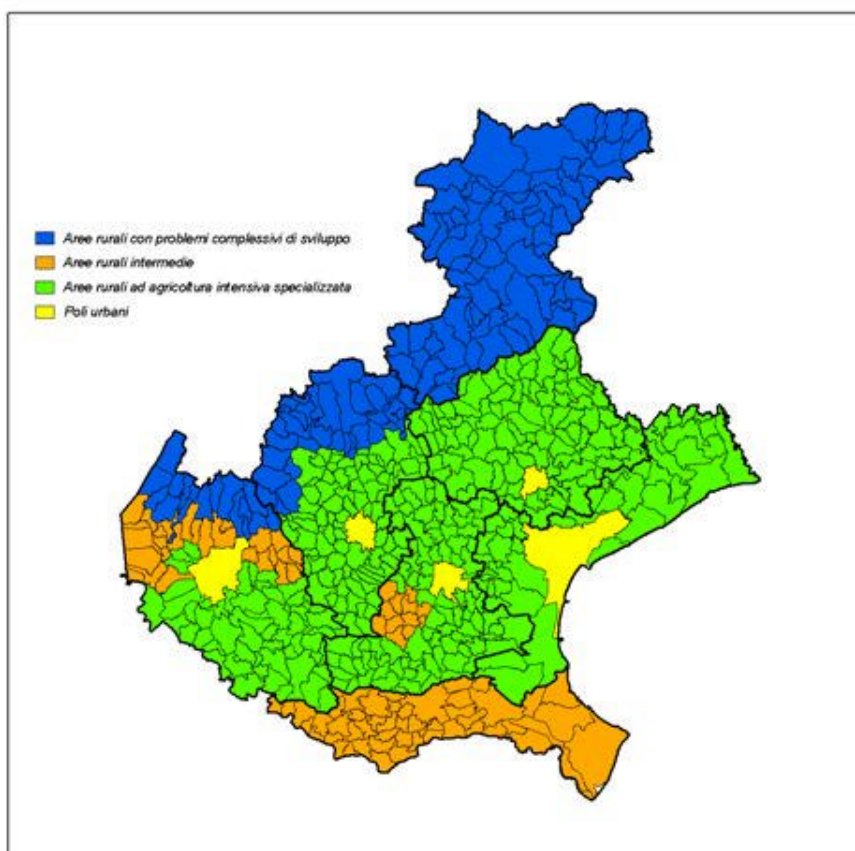 Aree rurali con problemi complessivi di sviluppo
Aree rurali intermedie
Aree rurali ad agricoltura intensiva specializzata
Poli urbani